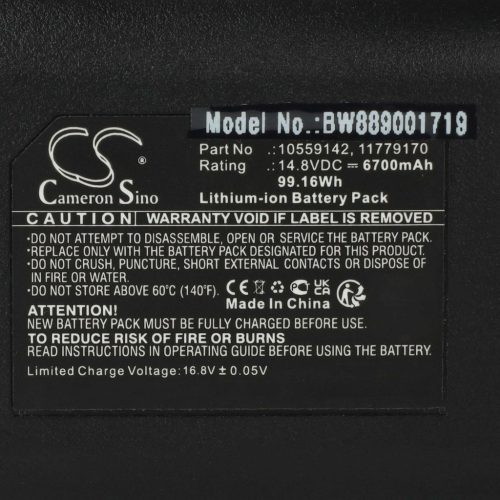 Model No.:BW889001719
Part No :10559142, 11779170
Rating :14.8VDC ⎓ 6700mAh
99.16Wh
CS
Cameron Sino
Lithium-ion Battery Pack
CAUTION WARRANTY VOID IF LABEL IS REMOVED
·DO NOT ATTEMPT TO DISASSEMBLE, OPEN OR SERVICE BATTERY PACK.
·REPLACE ONLY WITH THE BATTERY PACK DESIGNATED FOR THIS PRODUCT.
·DO NOT CRUSH, PUNCTURE, SHORT EXTERNAL CONTACTS OR DISPOSE OF
IN FIRE OR WATER.
·DO NOT STORE ABOVE 60°C (140°F).
CE UKCA
Made In China
ATTENTION!
NEW BATTERY PACK MUST BE FULLY CHARGED BEFORE USE.
TO REDUCE RISK OF FIRE OR BURNS
READ INSTRUCTIONS IN OPERATING GUIDE BEFORE USING BATTERY PACK.
Limited Charge Voltage:16.8V ± 0.05V